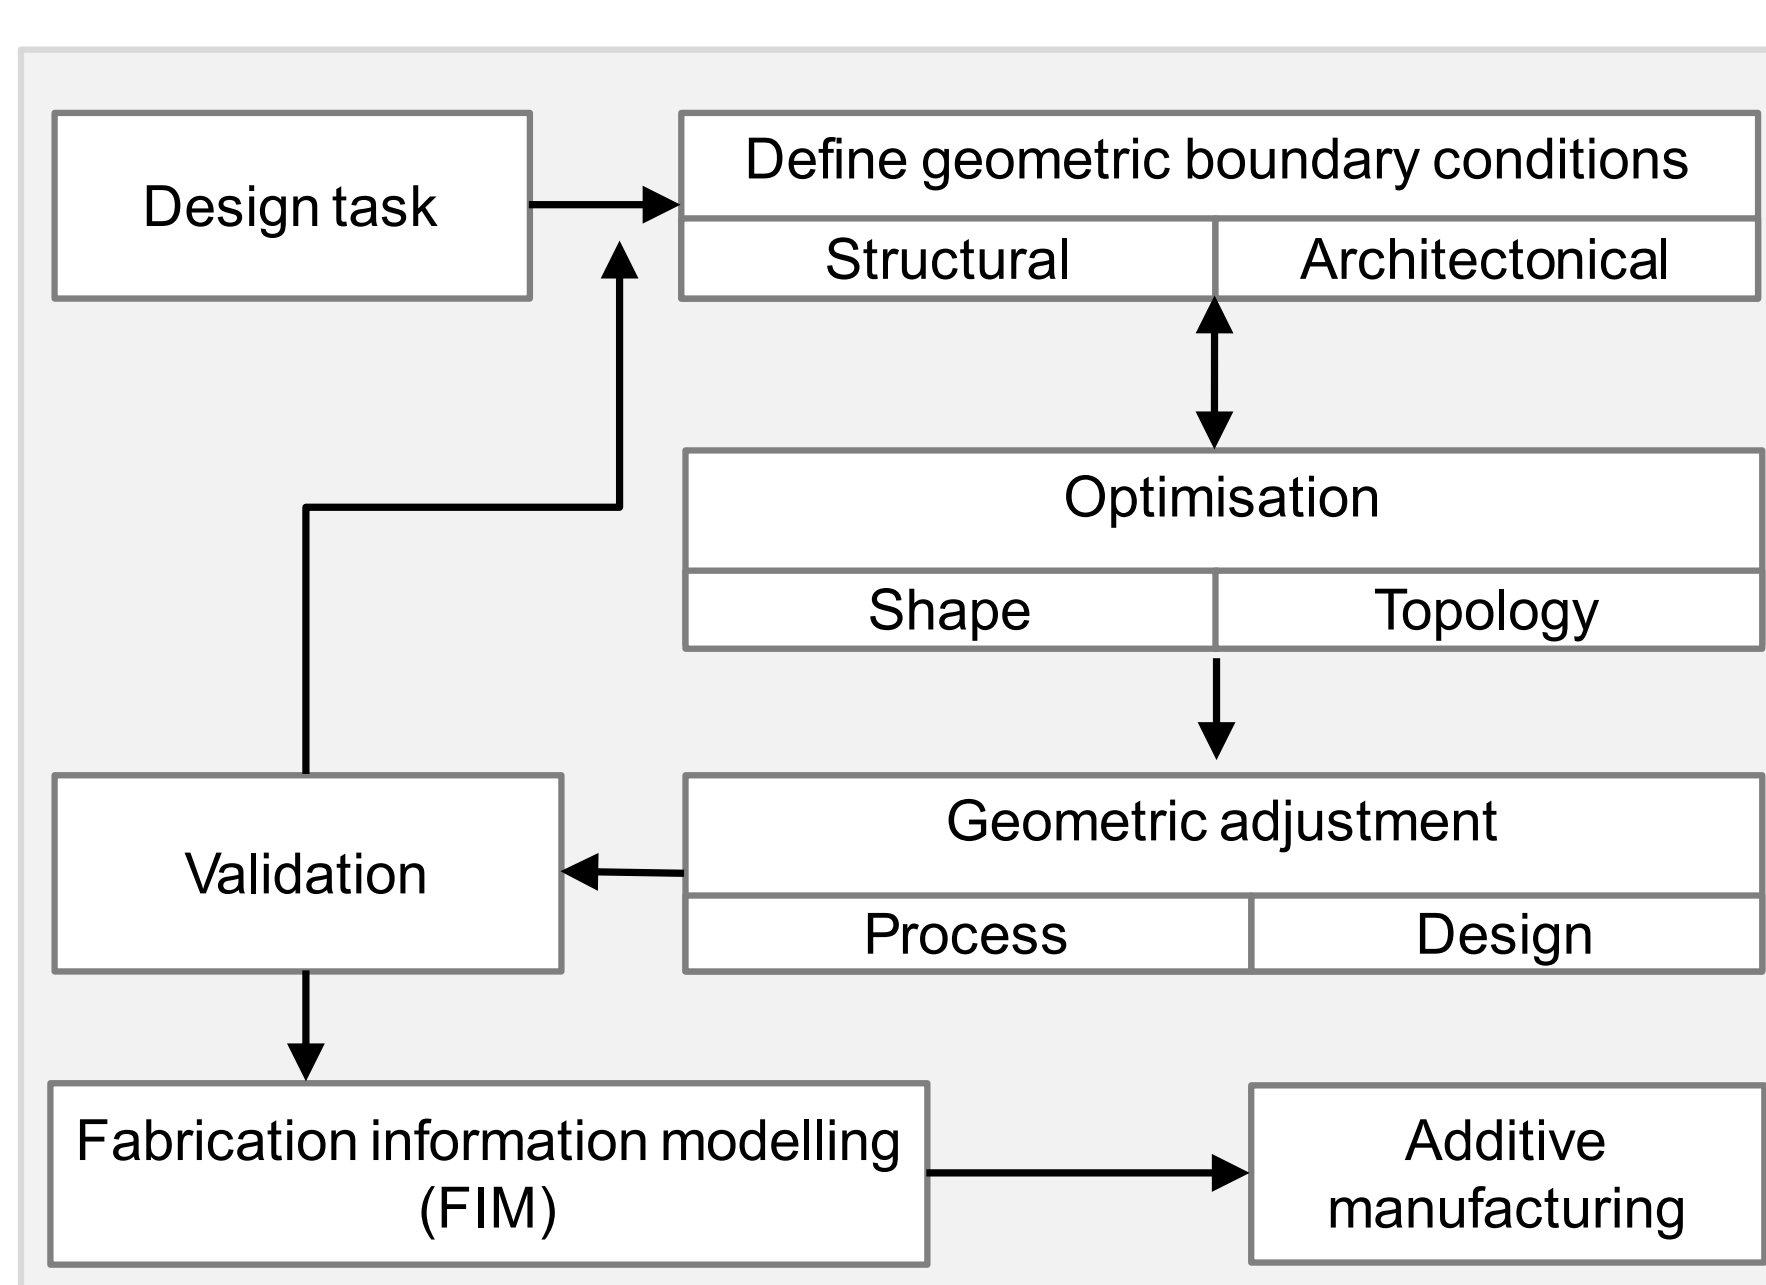 Design task
Define geometric boundary conditions
Structural
Architectonical
Optimisation
Shape
Topology
Validation
Geometric adjustment
Process
Design
Fabrication information modelling
(FIM)
Additive
manufacturing